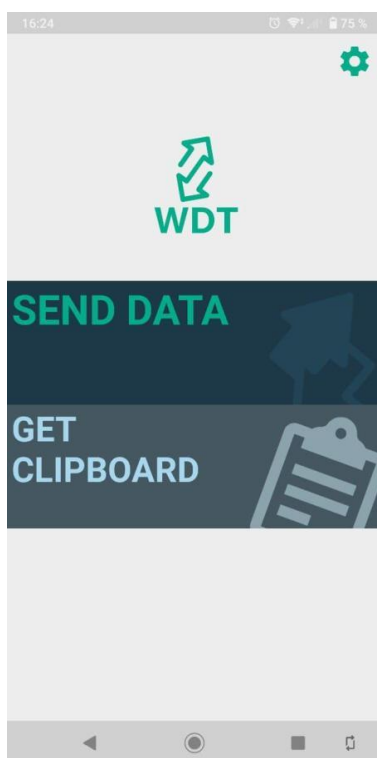 16:24
75 %
WDT
SEND DATA
GET
CLIPBOARD